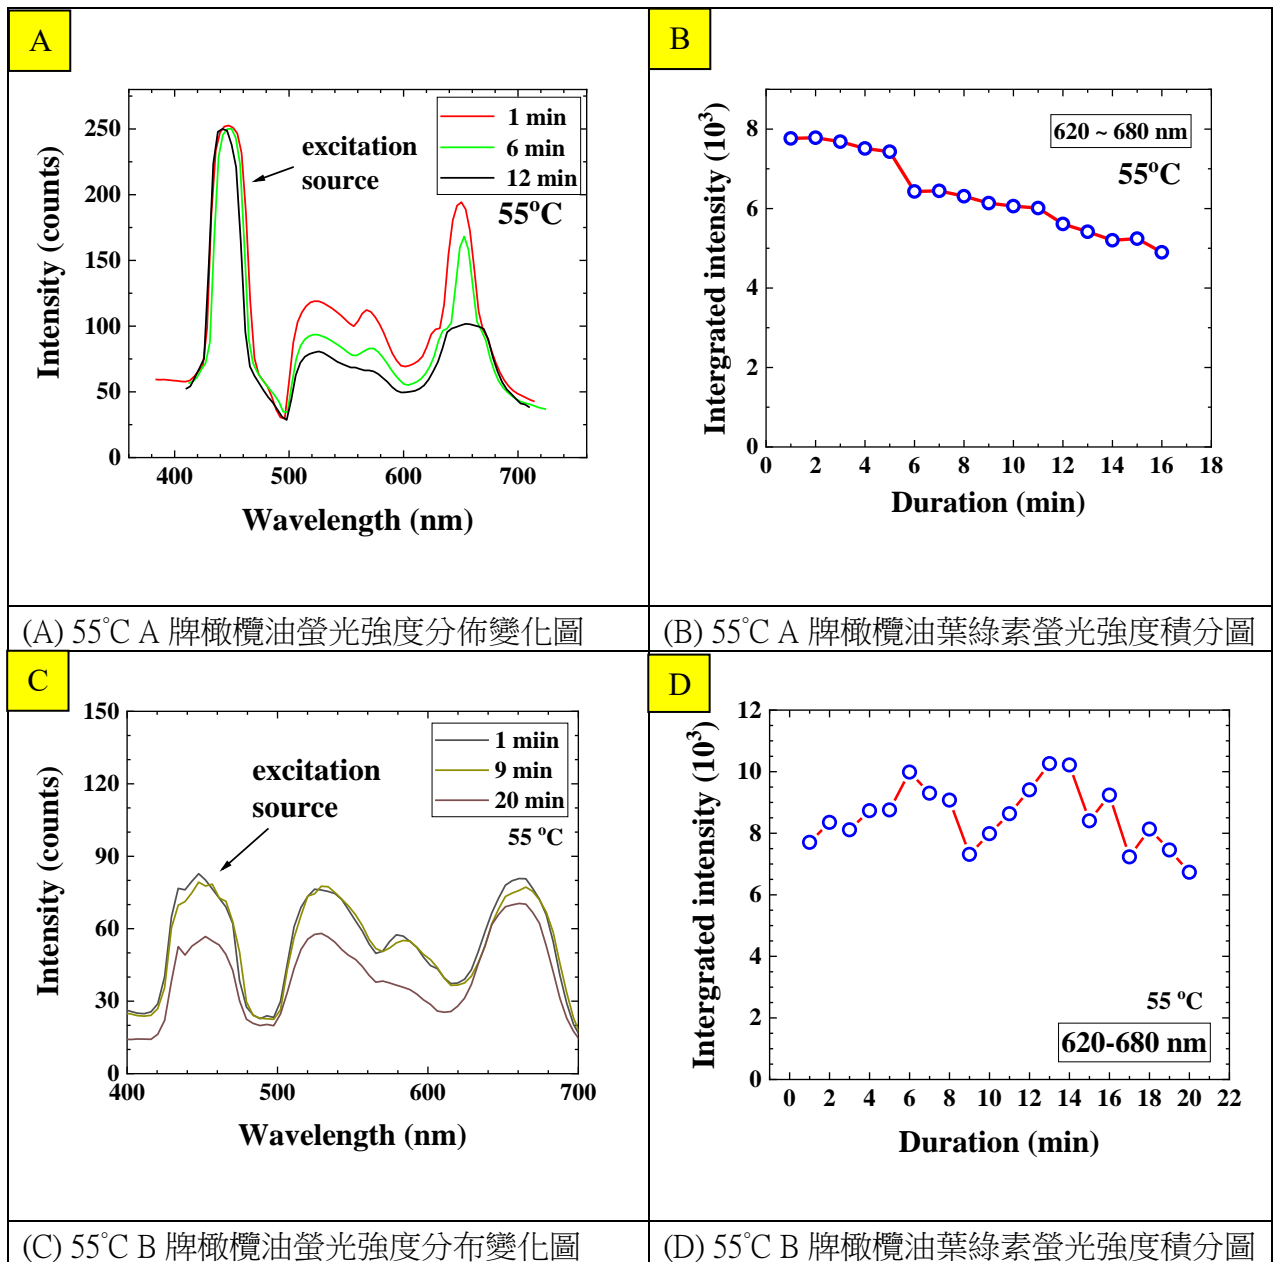 A
Intensity (counts)
250
200
150
100
50
0
400
500
600
700
Wavelength (nm)
excitation
source
1 min
6 min
12 min
55ºC
B
Intergrated intensity (10³)
8
6
4
2
0
0 2 4 6 8 10 12 14 16 18
Duration (min)
620 ~ 680 nm
55ºC
(A) 55℃ A 牌橄欖油螢光強度分佈變化圖
(B) 55℃ A 牌橄欖油葉綠素螢光強度積分圖
C
Intensity (counts)
150
120
90
60
30
0
400
500
600
700
Wavelength (nm)
excitation
source
1 miin
9 min
20 min
55 ºC
D
Intergrated intensity (10³)
12
10
8
6
4
2
0
0 2 4 6 8 10 12 14 16 18 20 22
Duration (min)
55 ºC
620-680 nm
(C) 55℃ B 牌橄欖油螢光強度分布變化圖
(D) 55℃ B 牌橄欖油葉綠素螢光強度積分圖